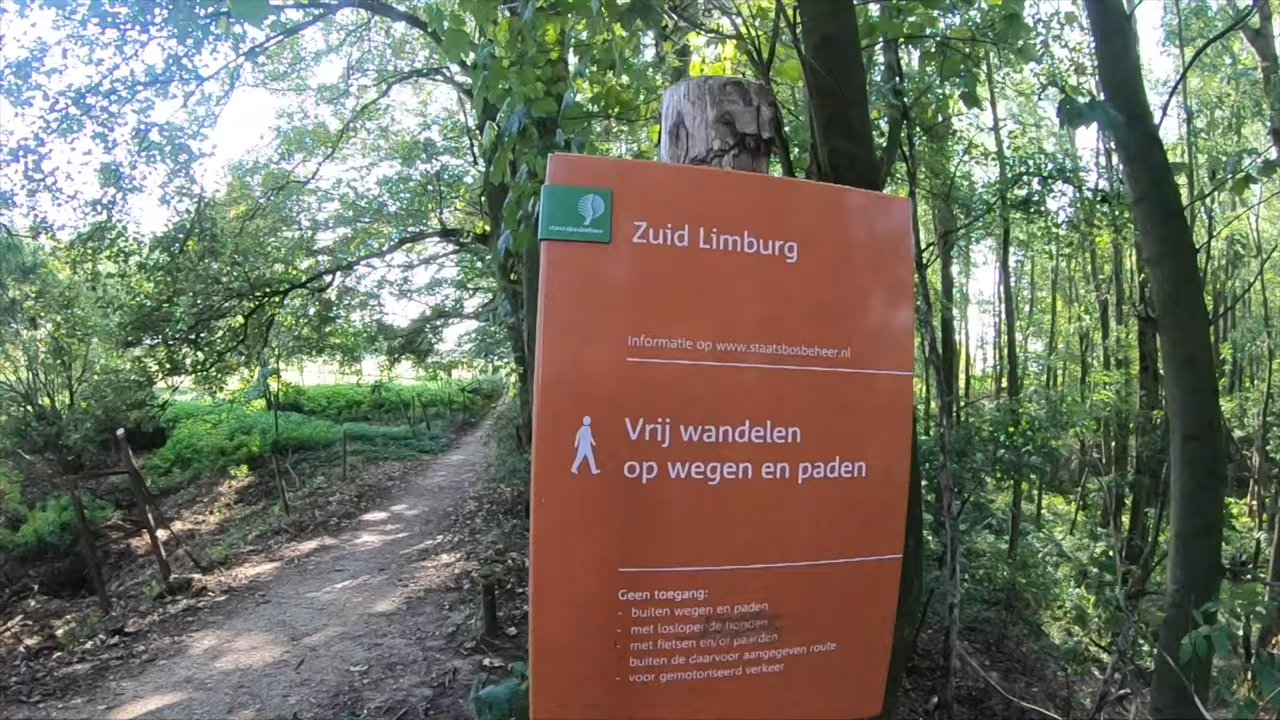 staatsbosbeheer
Zuid Limburg
Informatie op www.staatsbosbeheer.nl
Vrij wandelen
op wegen en paden
Geen toegang:
- buiten wegen en paden
- met loslopende honden
- met fietsen en/of paarden
buiten de daarvoor aangegeven route
- voor gemotoriseerd verkeer